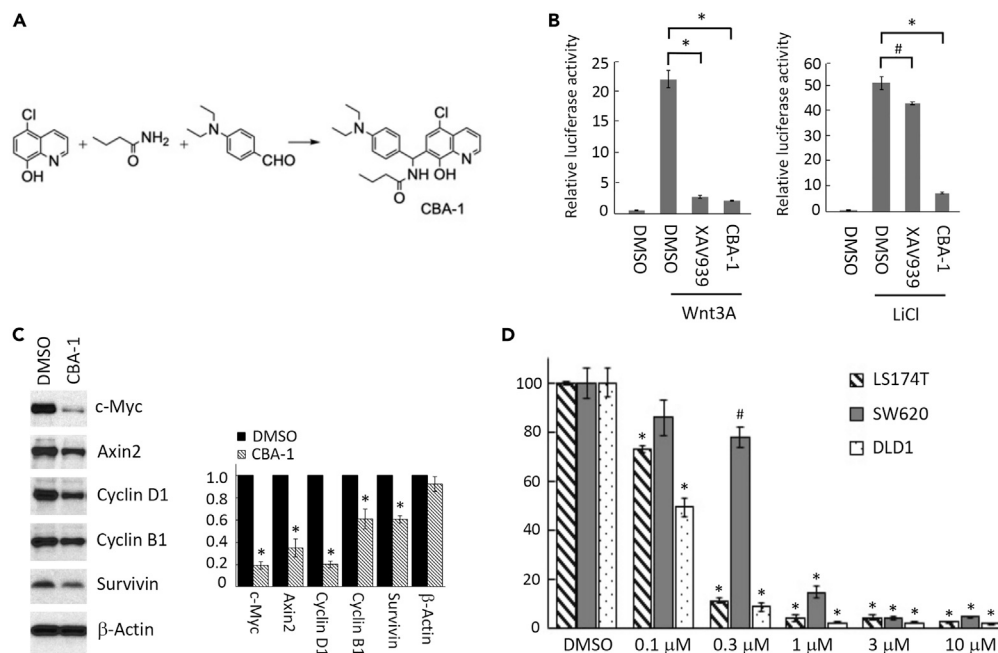 A
Cl
N
OH
+
O
NH₂
+
N
CHO
N
Cl
N
OH
NH
O
CBA-1
B
Relative luciferase activity
25
20
15
10
5
0
*
*
DMSO
DMSO
XAV939
CBA-1
Wnt3A
Relative luciferase activity
60
50
40
30
20
10
0
*
#
DMSO
DMSO
XAV939
CBA-1
LiCl
C
DMSO
CBA-1
c-Myc
Axin2
Cyclin D1
Cyclin B1
Survivin
β-Actin
DMSO
CBA-1
1.0
0.8
0.6
0.4
0.2
* * * * *
c-Myc
Axin2
Cyclin D1
Cyclin B1
Survivin
β-Actin
D
100
80
60
40
20
0
LS174T
SW620
DLD1
* *
* # *
* * *
* * *
* * *
DMSO 0.1 μM 0.3 μM 1 μM 3 μM 10 μM